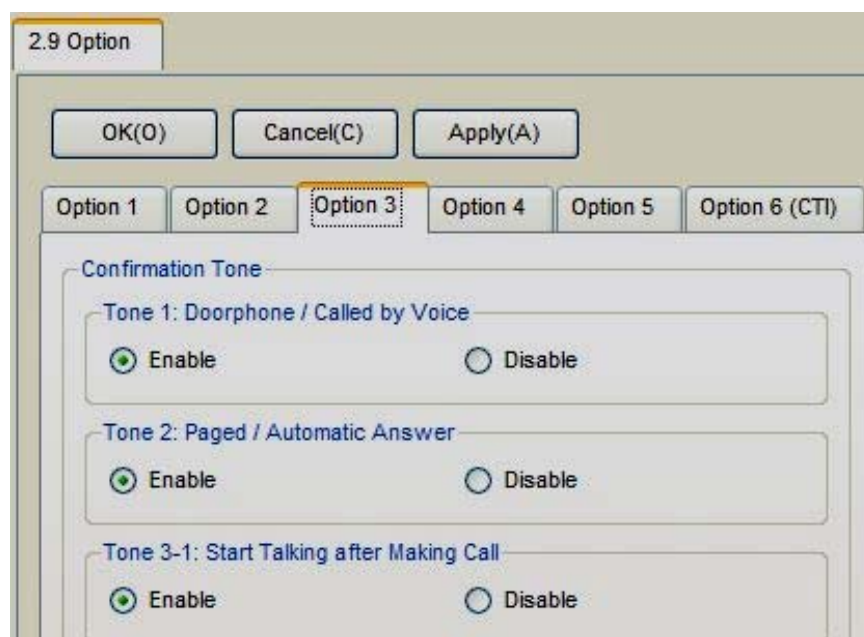 2.9 Option
OK(O) Cancel(C) Apply(A)
Option 1 Option 2 Option 3 Option 4 Option 5 Option 6 (CTI)
Confirmation Tone
Tone 1: Doorphone / Called by Voice
Enable Disable
Tone 2: Paged / Automatic Answer
Enable Disable
Tone 3-1: Start Talking after Making Call
Enable Disable